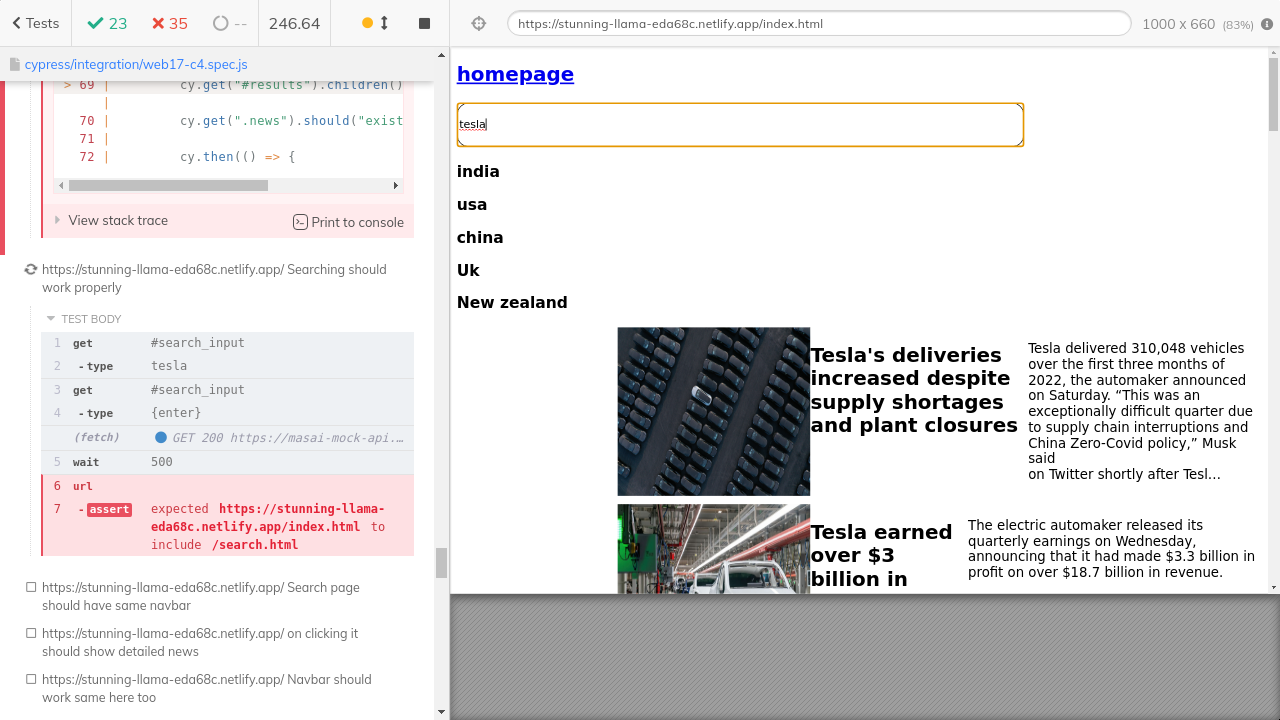 Tests
23
35
--
246.64
https://stunning-llama-eda68c.netlify.app/index.html
1000 x 660 (83%)
cypress/integration/web17-c4.spec.js
> 69 | cy.get("#results").children()
|
70 | cy.get(".news").should("exist
71 |
72 | cy.then(() => {
View stack trace
Print to console
https://stunning-llama-eda68c.netlify.app/ Searching should
work properly
TEST BODY
1 get #search_input
2 -type tesla
3 get #search_input
4 -type {enter}
(fetch) GET 200 https://masai-mock-api.…
5 wait 500
6 url
7 -assert expected https://stunning-llama-
eda68c.netlify.app/index.html to
include /search.html
https://stunning-llama-eda68c.netlify.app/ Search page
should have same navbar
https://stunning-llama-eda68c.netlify.app/ on clicking it
should show detailed news
https://stunning-llama-eda68c.netlify.app/ Navbar should
work same here too
homepage
tesla
india
usa
china
Uk
New zealand
Tesla's deliveries
increased despite
supply shortages
and plant closures
Tesla delivered 310,048 vehicles
over the first three months of
2022, the automaker announced
on Saturday. “This was an
exceptionally difficult quarter due
to supply chain interruptions and
China Zero-Covid policy,” Musk
said
on Twitter shortly after Tesl…
Tesla earned
over $3
billion in
The electric automaker released its
quarterly earnings on Wednesday,
announcing that it had made $3.3 billion in
profit on over $18.7 billion in revenue.